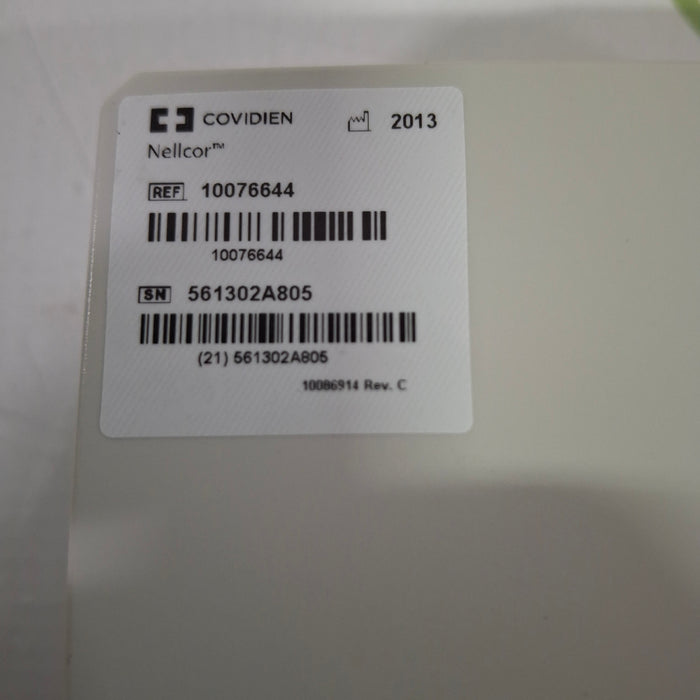 COVIDIEN 2013
Nellcor™
REF 10076644
10076644
SN 561302A805
(21) 561302A805
10086914 Rev. C